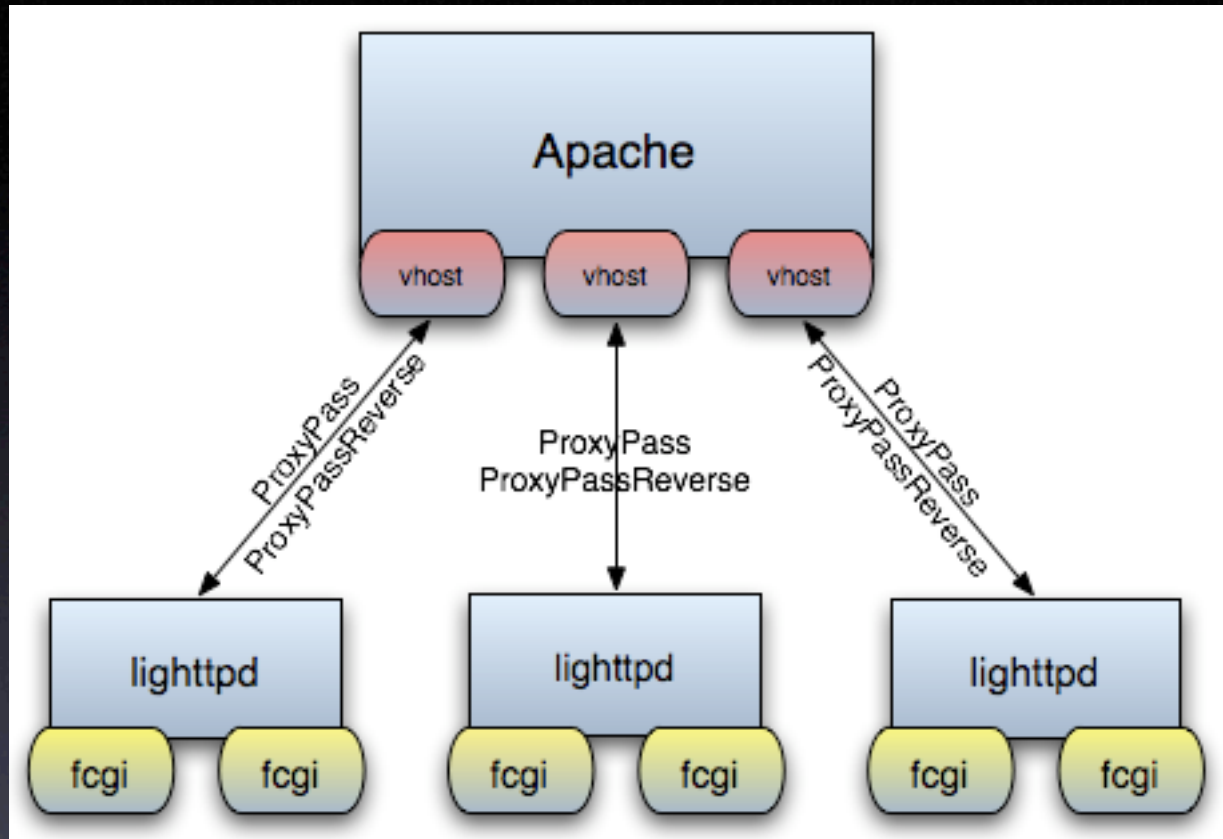 Apache
vhost
vhost
vhost
ProxyPass
ProxyPassReverse
ProxyPass
ProxyPassReverse
ProxyPass
ProxyPassReverse
lighttpd
lighttpd
lighttpd
fcgi
fcgi
fcgi
fcgi
fcgi
fcgi